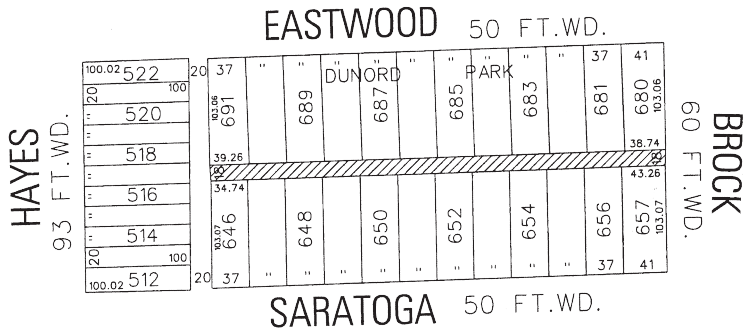 EASTWOOD 50 FT.WD.
100.02 522 20 37 " " " " " " " " " 37 41
DUNORD PARK
20 100
103.06 691 689 687 685 683 681 680 103.06
" 520
" 518
39.26 38.74
18 18
34.74 43.26
" 516
103.07 646 648 650 652 654 656 657 103.07
" 514
20 100
100.02 512 20 37 " " " " " " " " " 37 41
SARATOGA 50 FT.WD.
HAYES
93 FT.WD.
BROCK
60 FT.WD.